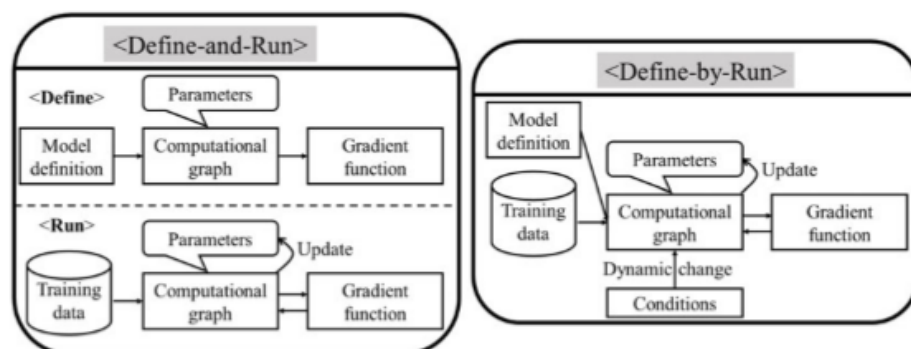 <Define-and-Run>
<Define>
Parameters
Model
definition
Computational
graph
Gradient
function
<Run>
Parameters
Update
Training
data
Computational
graph
Gradient
function
<Define-by-Run>
Model
definition
Parameters
Update
Training
data
Computational
graph
Gradient
function
Dynamic change
Conditions